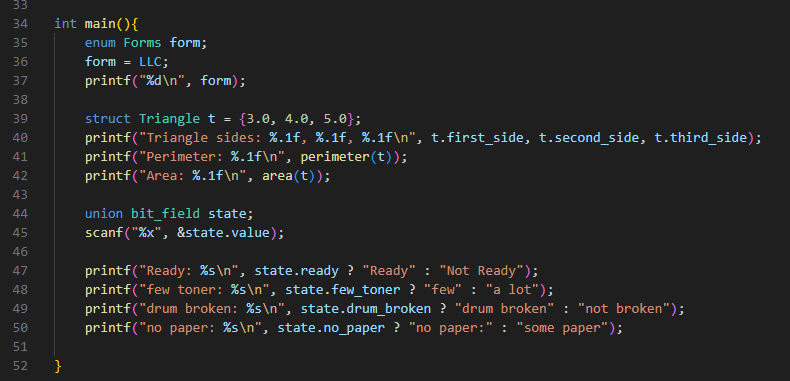 33
34 int main(){
35     enum Forms form;
36     form = LLC;
37     printf("%d\n", form);
38
39     struct Triangle t = {3.0, 4.0, 5.0};
40     printf("Triangle sides: %.1f, %.1f, %.1f\n", t.first_side, t.second_side, t.third_side);
41     printf("Perimeter: %.1f\n", perimeter(t));
42     printf("Area: %.1f\n", area(t));
43
44     union bit_field state;
45     scanf("%x", &state.value);
46
47     printf("Ready: %s\n", state.ready ? "Ready" : "Not Ready");
48     printf("few toner: %s\n", state.few_toner ? "few" : "a lot");
49     printf("drum broken: %s\n", state.drum_broken ? "drum broken" : "not broken");
50     printf("no paper: %s\n", state.no_paper ? "no paper:" : "some paper");
51
52 }